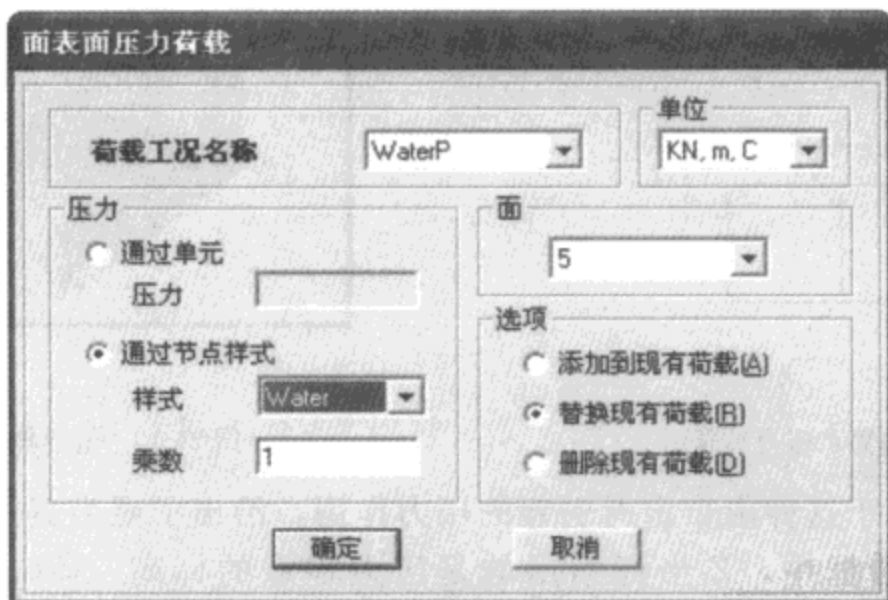 面表面压力荷载
荷载工况名称 WaterP
单位
KN, m, C
压力
通过单元
压力
通过节点样式
样式 Water
乘数 1
面
5
选项
添加到现有荷载(A)
替换现有荷载(R)
删除现有荷载(D)
确定 取消